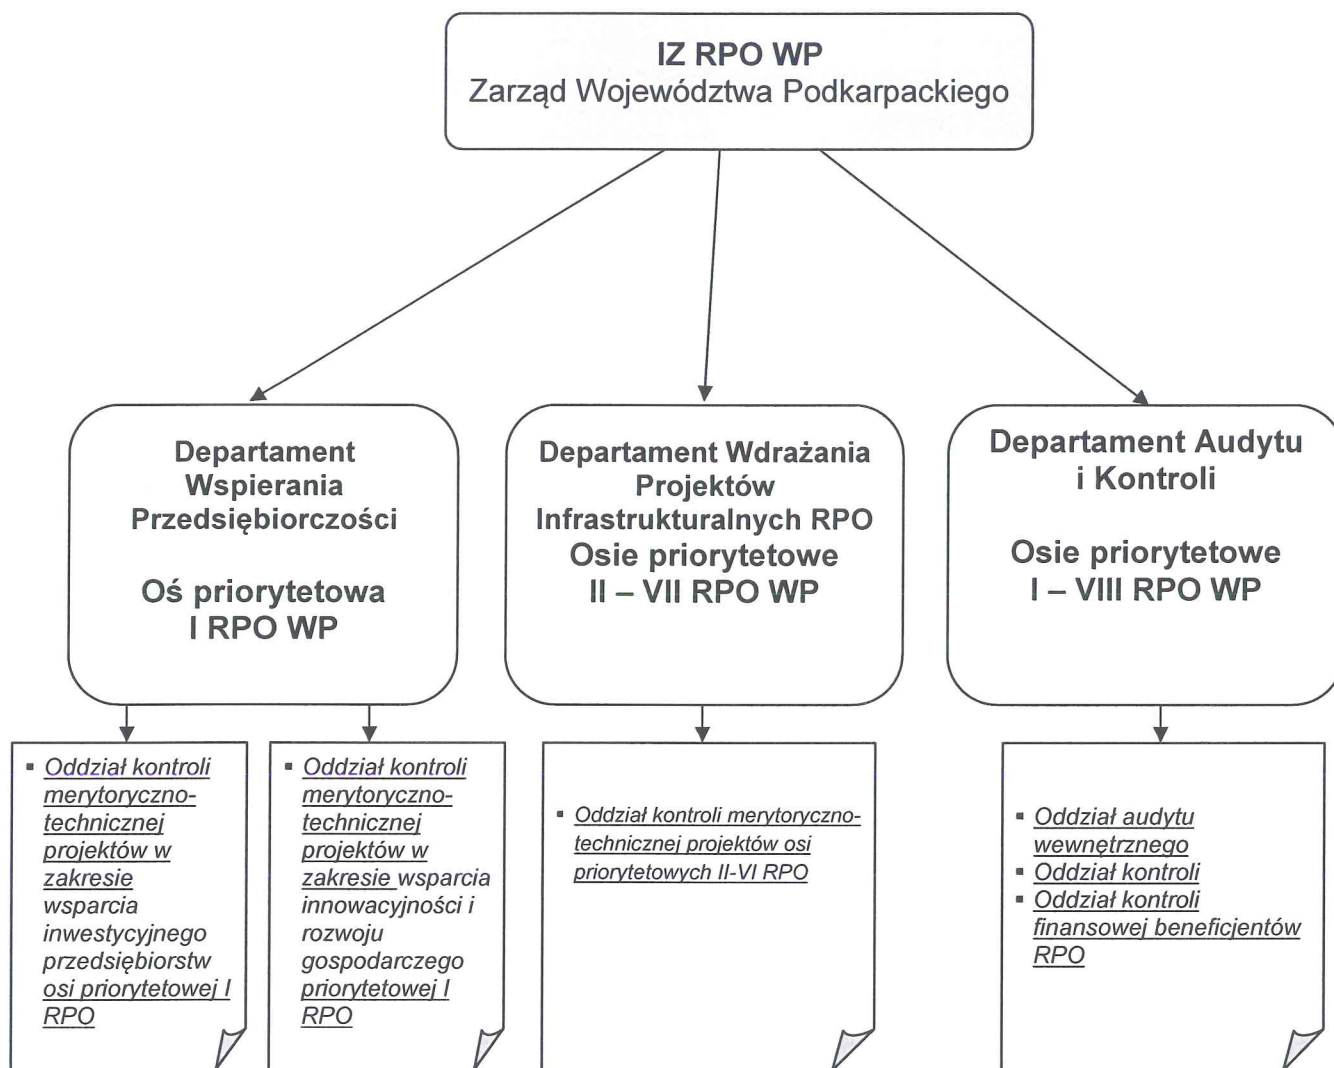 IZ RPO WP
Zarząd Województwa Podkarpackiego
Departament
Wspierania
Przedsiębiorczości
Oś priorytetowa
I RPO WP
Departament Wdrażania
Projektów
Infrastrukturalnych RPO
Osie priorytetowe
II – VII RPO WP
Departament Audytu
i Kontroli
Osie priorytetowe
I – VIII RPO WP
▪ Oddział kontroli
merytoryczno-
technicznej
projektów w
zakresie
wsparcia
inwestycyjnego
przedsiębiorstw
osi priorytetowej I
RPO
▪ Oddział kontroli
merytoryczno-
technicznej
projektów w
zakresie wsparcia
innowacyjności i
rozwoju
gospodarczego
priorytetowej I
RPO
▪ Oddział kontroli merytoryczno-
technicznej projektów osi
priorytetowych II-VI RPO
▪ Oddział audytu
wewnętrznego
▪ Oddział kontroli
▪ Oddział kontroli
finansowej beneficjentów
RPO